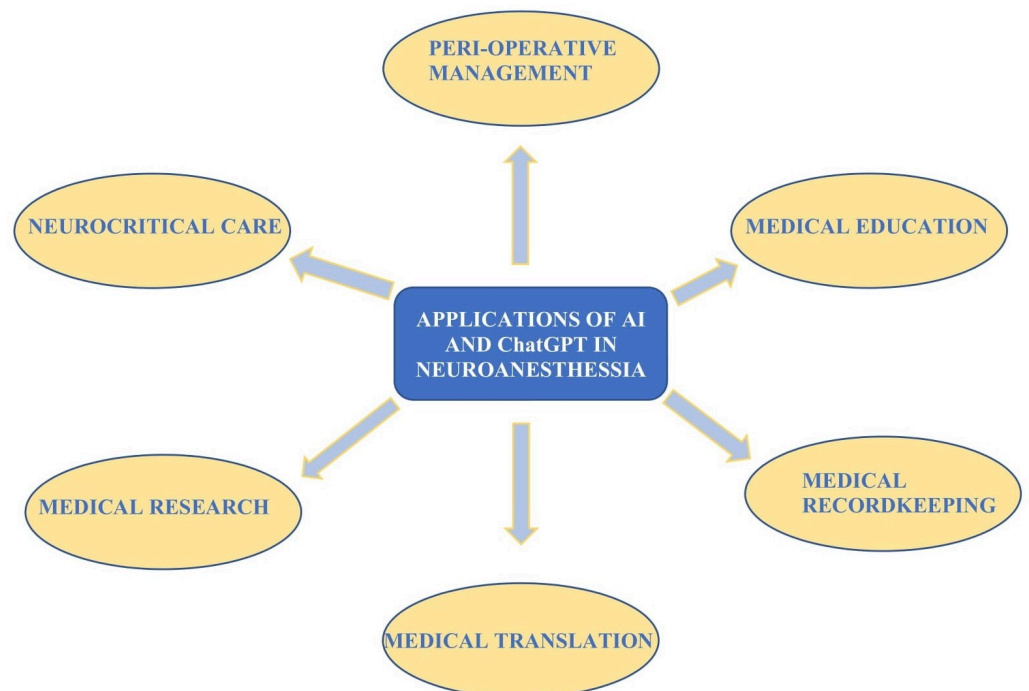 PERI-OPERATIVE
MANAGEMENT
NEUROCRITICAL CARE
MEDICAL EDUCATION
APPLICATIONS OF AI
AND ChatGPT IN
NEUROANESTHESSIA
MEDICAL RESEARCH
MEDICAL
RECORDKEEPING
MEDICAL TRANSLATION